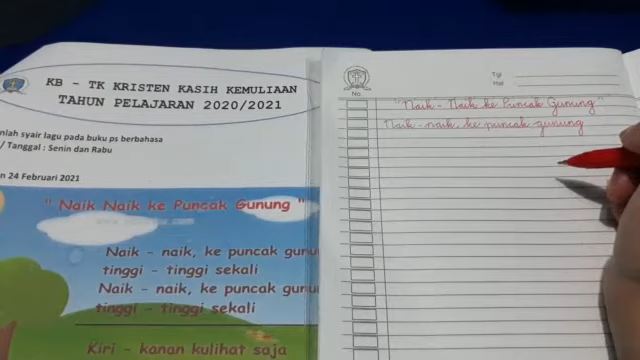 KB - TK KRISTEN KASIH KEMULIAAN
TAHUN PELAJARAN 2020/2021
syair lagu pada buku ps berbahasa
/ Tanggal : Senin dan Rabu
24 Februari 2021
" Naik Naik ke Puncak Gunung "
Naik - naik, ke puncak
tinggi - tinggi sekali
Naik - naik, ke puncak
tinggi - tinggi sekali
Kiri - kanan kulihat saja
No.
Tgl
Hal
"Naik - Naik ke Puncak Gunung"
Naik - naik, ke puncak gunung